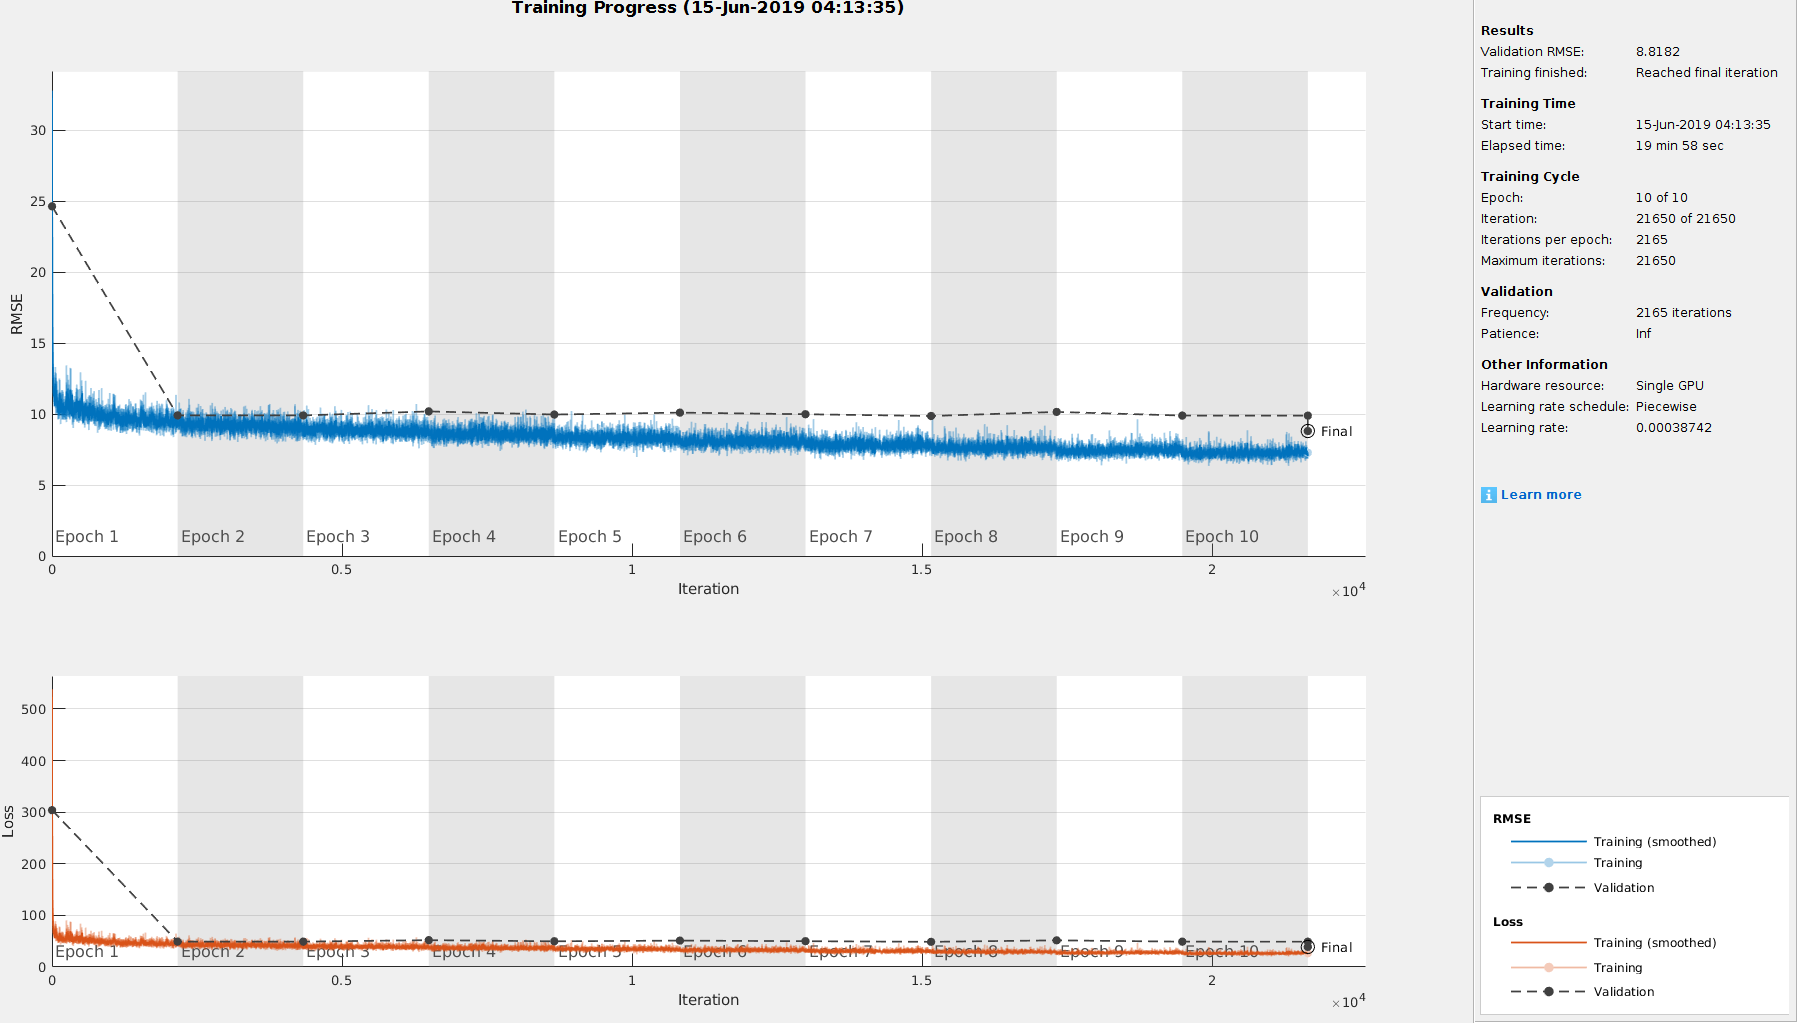 Training Progress (15-Jun-2019 04:13:35)
30
25
20
15
10
5
0
RMSE
Epoch 1 Epoch 2 Epoch 3 Epoch 4 Epoch 5 Epoch 6 Epoch 7 Epoch 8 Epoch 9 Epoch 10
Final
0 0.5 1 1.5 2
Iteration
×10^4
500
400
300
200
100
0
Loss
Epoch 1 Epoch 2 Epoch 3 Epoch 4 Epoch 5 Epoch 6 Epoch 7 Epoch 8 Epoch 9 Epoch 10
Final
0 0.5 1 1.5 2
Iteration
×10^4
Results
Validation RMSE: 8.8182
Training finished: Reached final iteration
Training Time
Start time: 15-Jun-2019 04:13:35
Elapsed time: 19 min 58 sec
Training Cycle
Epoch: 10 of 10
Iteration: 21650 of 21650
Iterations per epoch: 2165
Maximum iterations: 21650
Validation
Frequency: 2165 iterations
Patience: Inf
Other Information
Hardware resource: Single GPU
Learning rate schedule: Piecewise
Learning rate: 0.00038742
i Learn more
RMSE
Training (smoothed)
Training
Validation
Loss
Training (smoothed)
Training
Validation